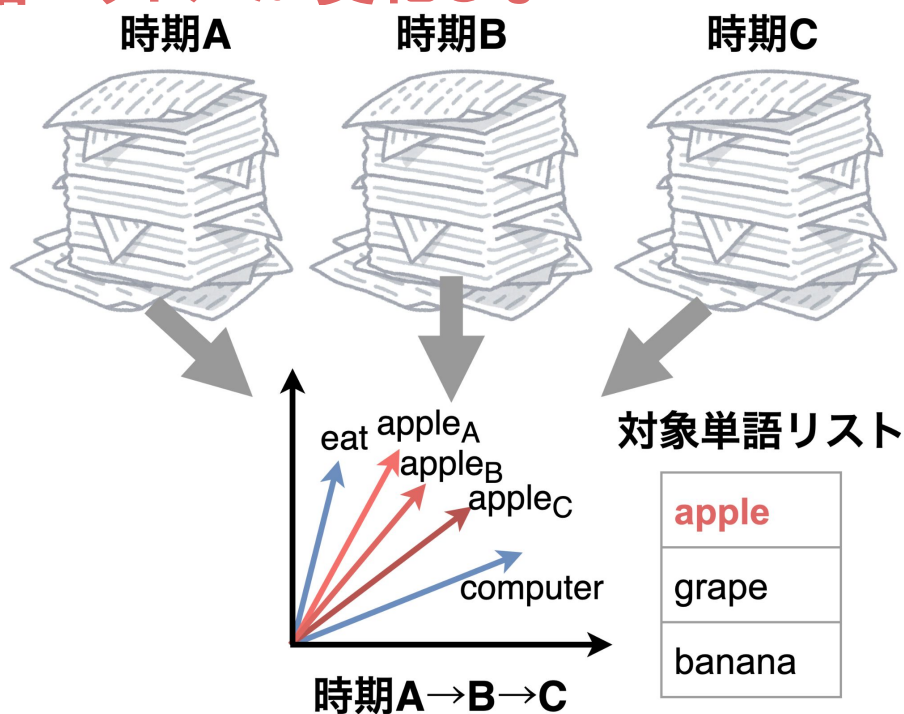 時期A
時期B
時期C
eat
appleA
appleB
appleC
computer
時期A→B→C
対象単語リスト
apple
grape
banana